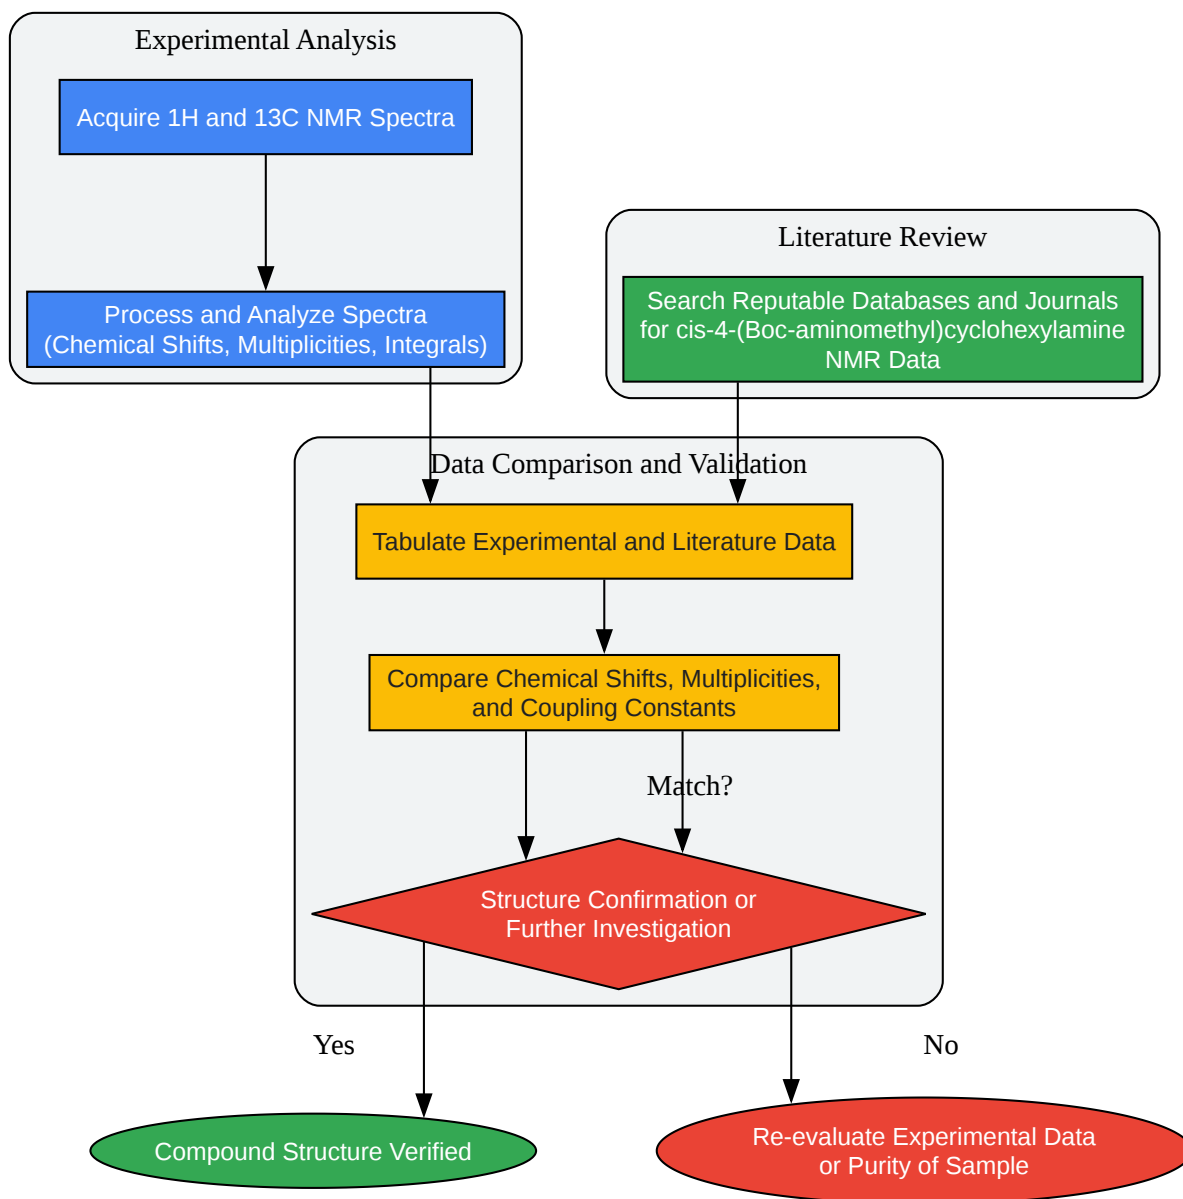 Experimental Analysis
Acquire 1H and 13C NMR Spectra
Process and Analyze Spectra
(Chemical Shifts, Multiplicities, Integrals)
Literature Review
Search Reputable Databases and Journals
for cis-4-(Boc-aminomethyl)cyclohexylamine
NMR Data
Data Comparison and Validation
Tabulate Experimental and Literature Data
Compare Chemical Shifts, Multiplicities,
and Coupling Constants
Match?
Structure Confirmation or
Further Investigation
Yes
No
Compound Structure Verified
Re-evaluate Experimental Data
or Purity of Sample